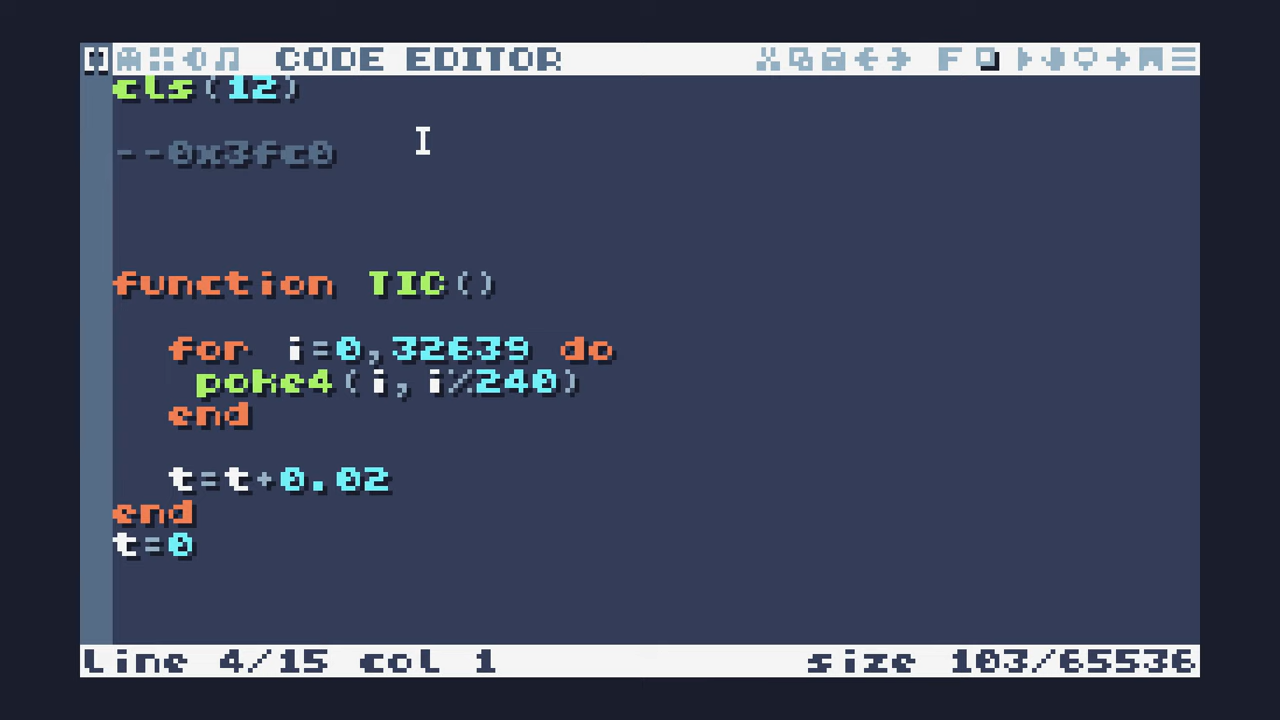 CODE EDITOR F
cls(12)
--0x3fc0
function TIC()
for i=0,32639 do
poke4(i,i%240)
end
t=t+0.02
end
t=0
line 4/15 col 1 size 103/65536